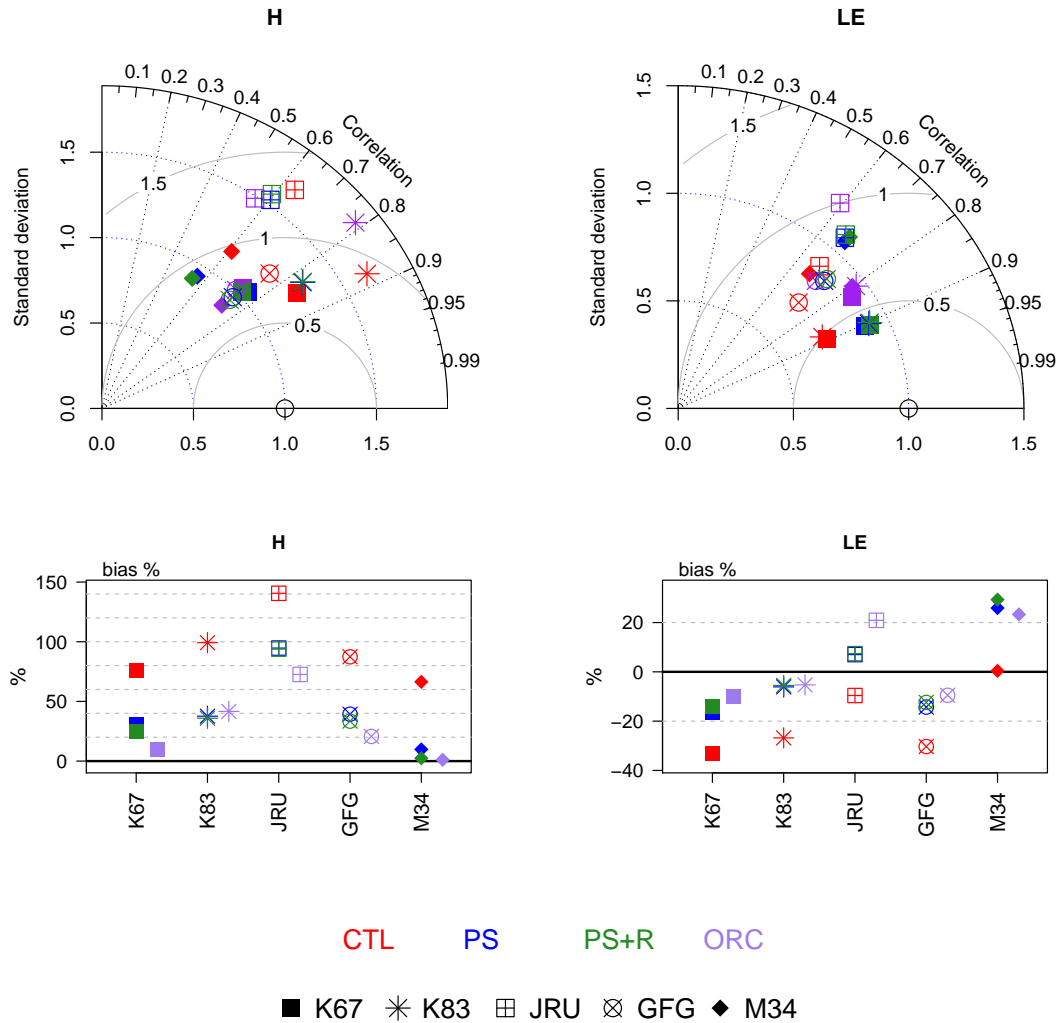 H
LE
0.1 0.2 0.3 0.4 0.5 0.6 0.7 0.8 0.9 0.95 0.99
Correlation
Standard deviation
0.0 0.5 1.0 1.5
0.0 0.5 1.0 1.5
1.5 1 0.5
0.1 0.2 0.3 0.4 0.5 0.6 0.7 0.8 0.9 0.95 0.99
Correlation
Standard deviation
0.0 0.5 1.0 1.5
0.0 0.5 1.0 1.5
1.5 1 0.5
H
bias %
%
150
100
50
0
K67 K83 JRU GFG M34
LE
bias %
%
20
0
−20
−40
K67 K83 JRU GFG M34
CTL PS PS+R ORC
K67 K83 JRU GFG M34